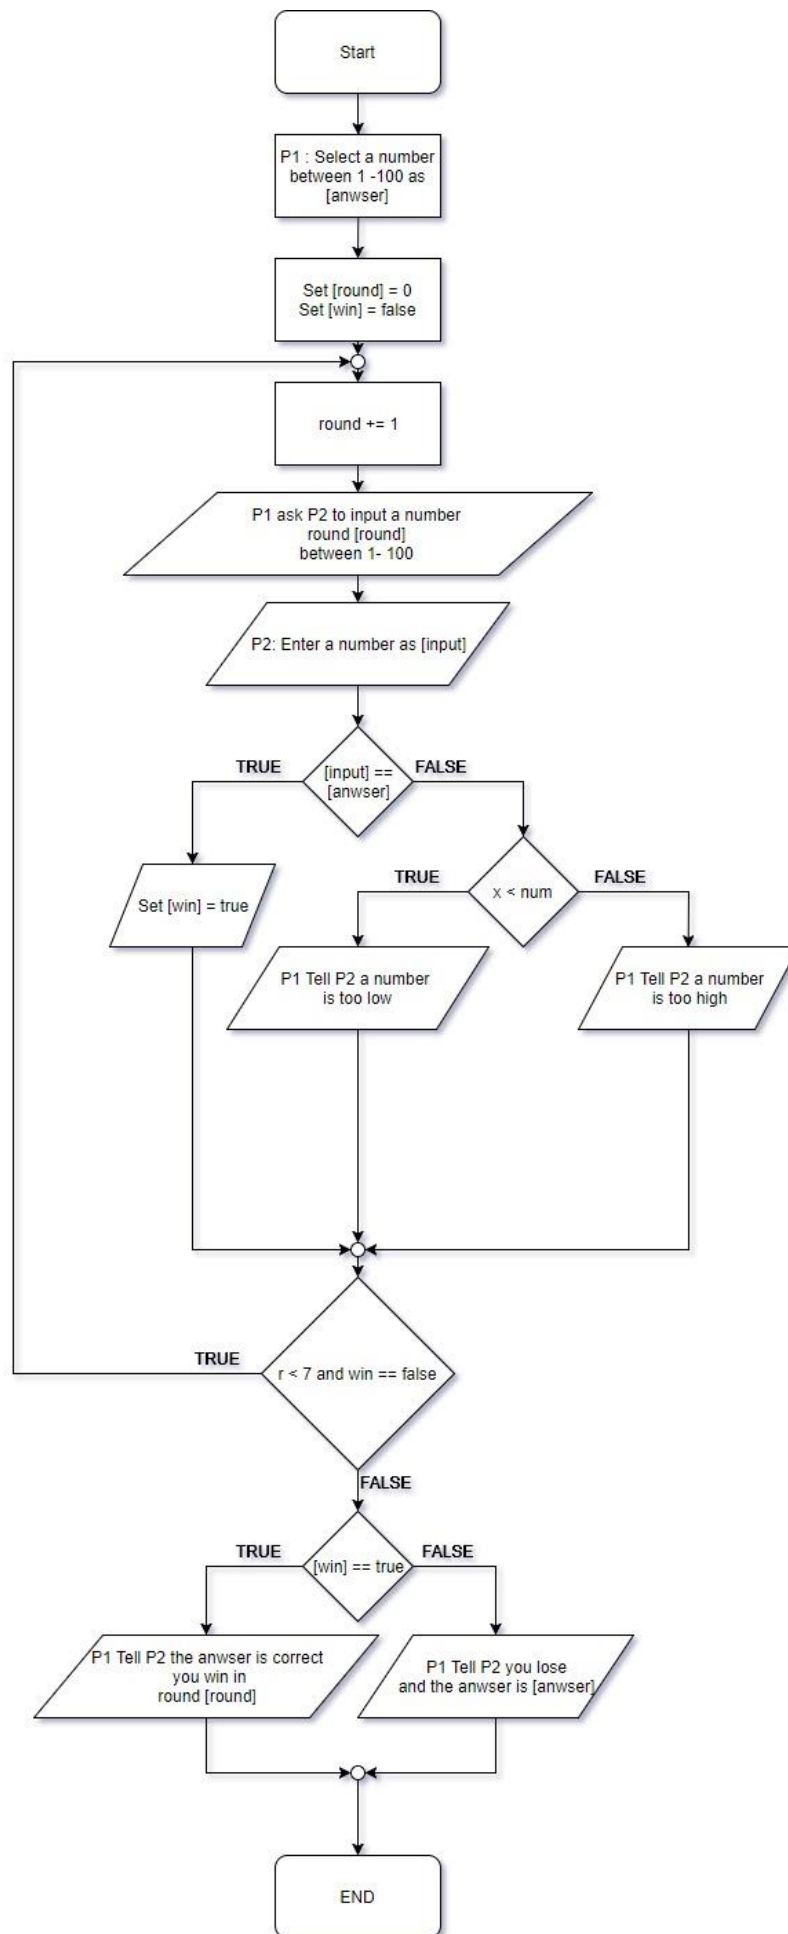 Start
P1 : Select a number
between 1 -100 as
[anwser]
Set [round] = 0
Set [win] = false
round += 1
P1 ask P2 to input a number
round [round]
between 1- 100
P2: Enter a number as [input]
TRUE
[input] ==
[anwser]
FALSE
Set [win] = true
TRUE
x < num
FALSE
P1 Tell P2 a number
is too low
P1 Tell P2 a number
is too high
TRUE
r < 7 and win == false
FALSE
TRUE
[win] == true
FALSE
P1 Tell P2 the anwser is correct
you win in
round [round]
P1 Tell P2 you lose
and the anwser is [anwser]
END